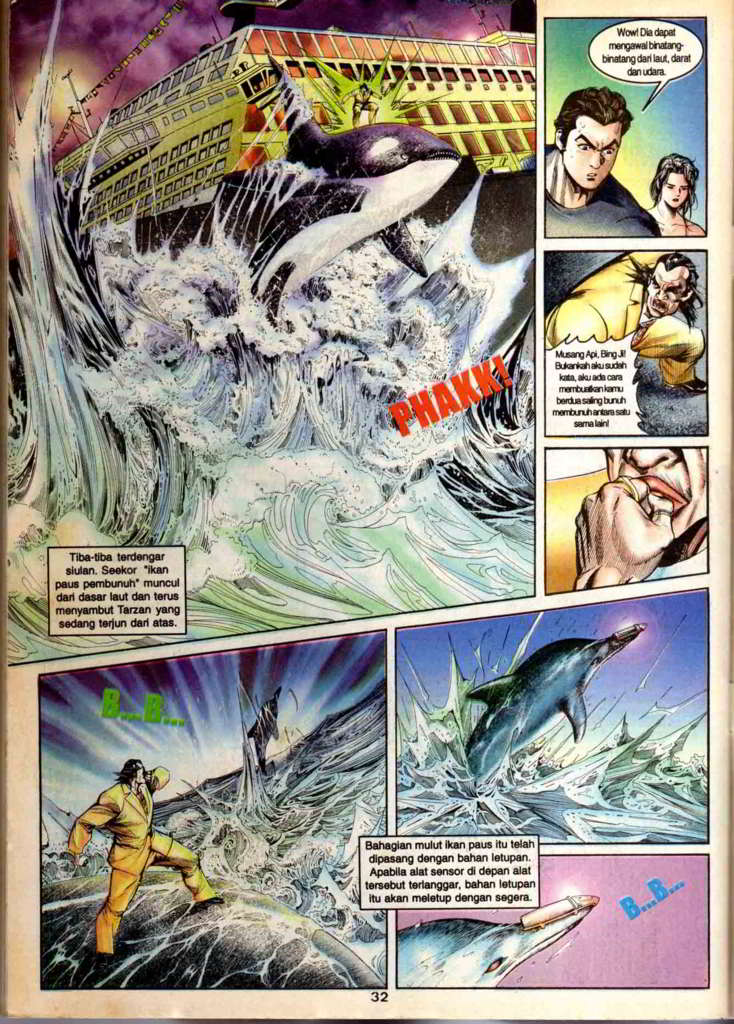 PHAKK!
Tiba-tiba terdengar
siulan. Seekor "ikan
paus pembunuh" muncul
dari dasar laut dan terus
menyambut Tarzan yang
sedang terjun dari atas.
Wow! Dia dapat
mengawal binatang-
binatang dari laut, darat
dan udara.
Musang Api, Bing Ji!
Bukankah aku sudah
kata, aku ada cara
membuatkan kamu
berdua saling bunuh
membunuh antara satu
sama lain!
B...B...
Bahagian mulut ikan paus itu telah
dipasang dengan bahan letupan.
Apabila alat sensor di depan alat
tersebut terlanggar, bahan letupan
itu akan meletup dengan segera.
B...B...
32